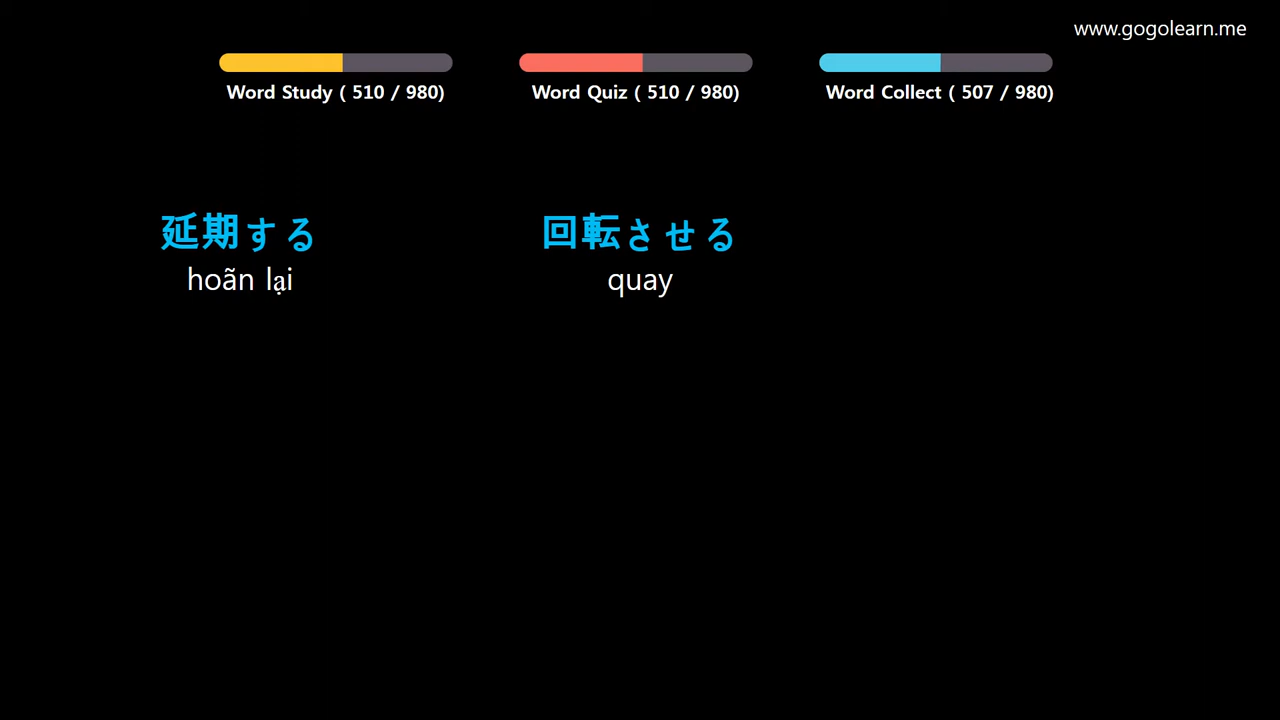 www.gogolearn.me
Word Study ( 510 / 980)
Word Quiz ( 510 / 980)
Word Collect ( 507 / 980)
延期する
hoãn lại
回転させる
quay